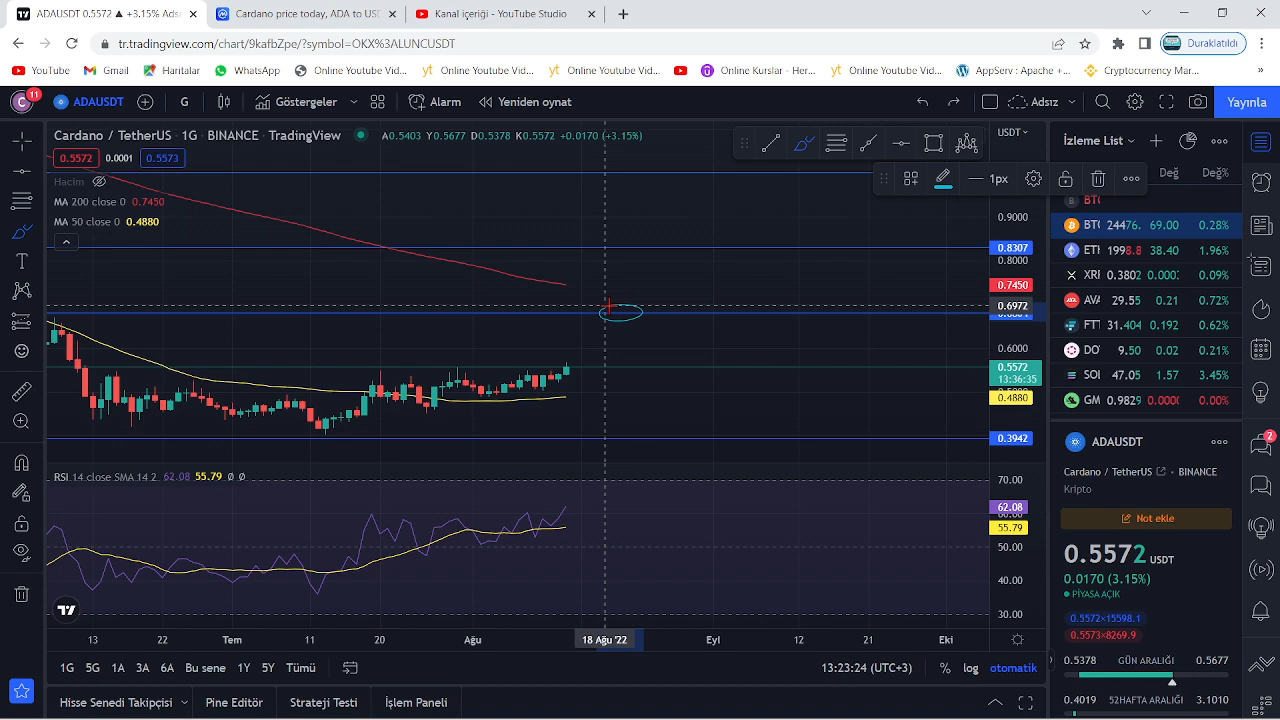 ADAUSDT 0.5572 ▲ +3.15% Adsı
Cardano price today, ADA to USD
Kanal içeriği - YouTube Studio
tr.tradingview.com/chart/9kafbZpe/?symbol=OKX%3ALUNCUSDT
Duraklatıldı
YouTube
Gmail
Haritalar
WhatsApp
Online Youtube Vid...
Online Youtube Vid...
Online Youtube Vid...
Online Kurslar - Her...
Online Youtube Vid...
AppServ : Apache +...
Cryptocurrency Mar...
C 11
ADAUSDT
G
Göstergeler
Alarm
Yeniden oynat
Adsız
Yayınla
Cardano / TetherUS · 1G · BINANCE · TradingView
A0.5403 Y0.5677 D0.5378 K0.5572 +0.0170 (+3.15%)
0.5572 0.0001 0.5573
Hacim
MA 200 close 0 0.7450
MA 50 close 0 0.4880
1px
USDT
0.9000
0.8307
0.8000
0.7450
0.6972
0.6000
0.5572
13:36:35
0.4880
0.3942
RSI 14 close SMA 14 2 62.08 55.79 Ø Ø
70.00
62.08
55.79
50.00
40.00
30.00
13 22 Tem 11 20 Ağu 18 Ağu '22 Eyl 12 21 Eki
1G 5G 1A 3A 6A Bu sene 1Y 5Y Tümü
13:23:24 (UTC+3) % log otomatik
Hisse Senedi Takipçisi Pine Editör Strateji Testi İşlem Paneli
İzleme List
Değ Değ%
BTC
BTC 24476. 69.00 0.28%
ETH 1998.8 38.40 1.96%
XRI 0.3802 0.000 0.09%
AVA 29.55 0.21 0.72%
FTT 31.404 0.192 0.62%
DO 9.50 0.02 0.21%
SOL 47.05 1.57 3.45%
GM 0.9829 0.0000 0.00%
ADAUSDT
Cardano / TetherUS · BINANCE
Kripto
Not ekle
0.5572 USDT
0.0170 (3.15%)
PİYASA AÇIK
0.5572×15598.1
0.5573×8269.9
0.5378 GÜN ARALIĞI 0.5677
0.4019 52HAFTA ARALIĞI 3.1010
2